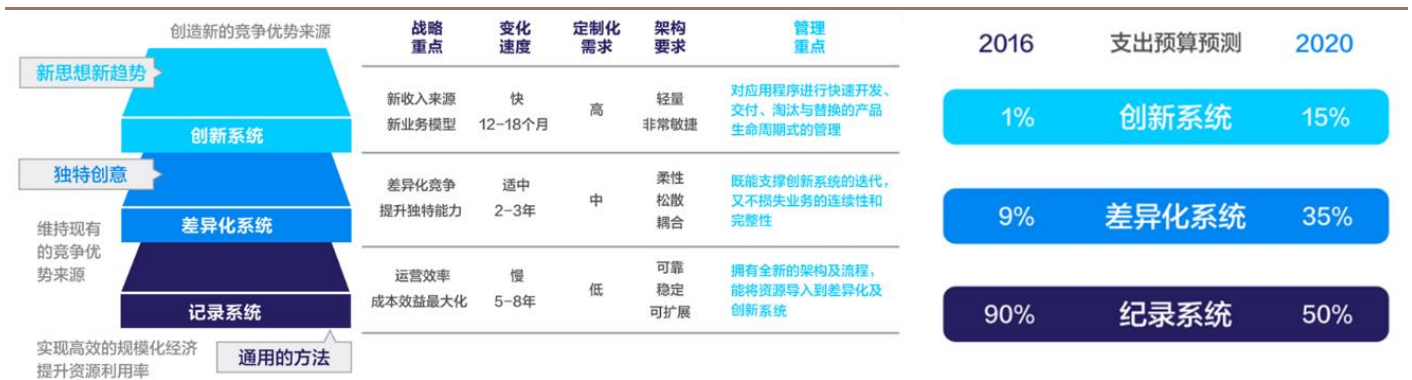 创造新的竞争优势来源
新思想新趋势
创新系统
独特创意
差异化系统
维持现有
的竞争优
势来源
记录系统
实现高效的规模化经济
提升资源利用率
通用的方法
战略
重点
变化
速度
定制化
需求
架构
要求
管理
重点
新收入来源
新业务模型
快
12-18个月
高
轻量
非常敏捷
对应用程序进行快速开发、
交付、淘汰与替换的产品
生命周期式的管理
差异化竞争
提升独特能力
适中
2-3年
中
柔性
松散
耦合
既能支撑创新系统的迭代，
又不损失业务的连续性和
完整性
运营效率
成本效益最大化
慢
5-8年
低
可靠
稳定
可扩展
拥有全新的架构及流程，
能将资源导入到差异化及
创新系统
2016 支出预算预测 2020
1% 创新系统 15%
9% 差异化系统 35%
90% 纪录系统 50%